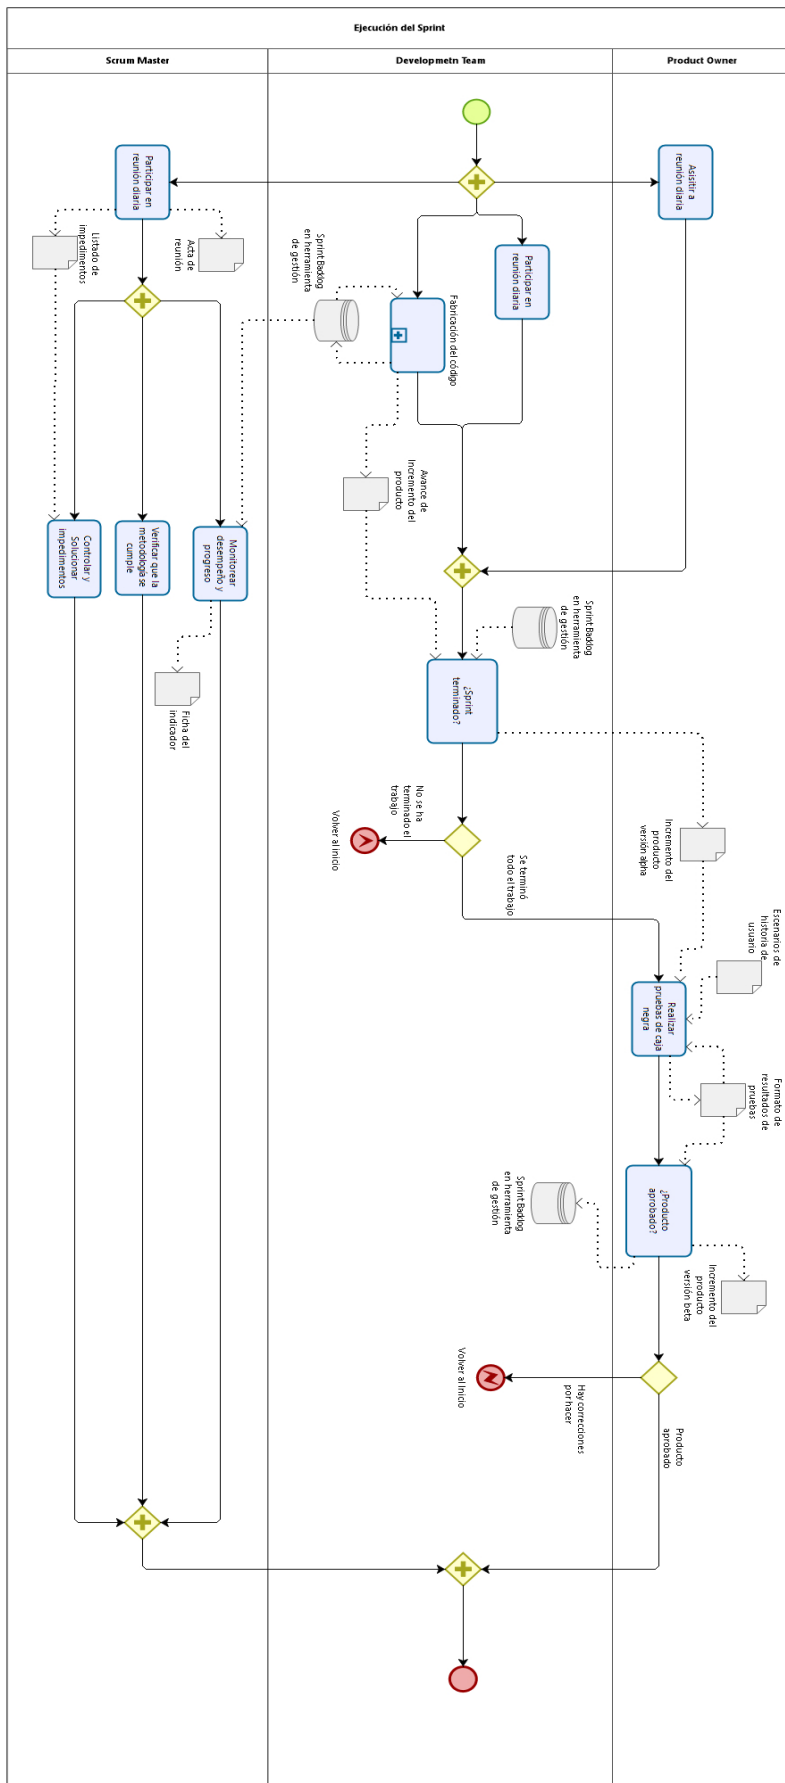 Ejecución del Sprint
Scrum Master
Developmetn Team
Product Owner
Participar en
reunión diaria
Asisitir a
reunión diaria
Listado de
impedimentos
Acta de
reunión
Sprint Backlog
en herramienta
de gestión
Participar en
reunión diaria
Fabricación del código
Avance de
Incremento del
producto
Controlar y
Solucionar
impedimentos
Verificar que la
metodología se
cumple
Monitorear
desempeño y
progreso
Sprint Backlog
en herramienta
de gestión
Ficha del
indicador
¿Sprint
terminado?
No se ha
terminado el
trabajo
Volver al inicio
Se terminó
todo el trabajo
Incremento del
producto
versión alpha
Escenarios de
historia de
usuario
Realizar
pruebas de caja
negra
Formato de
resultados de
pruebas
Sprint Backlog
en herramienta
de gestión
¿Producto
aprobado?
Incremento del
producto
versión beta
Volver al Inicio
Hay correcciones
por hacer
Producto
aprobado